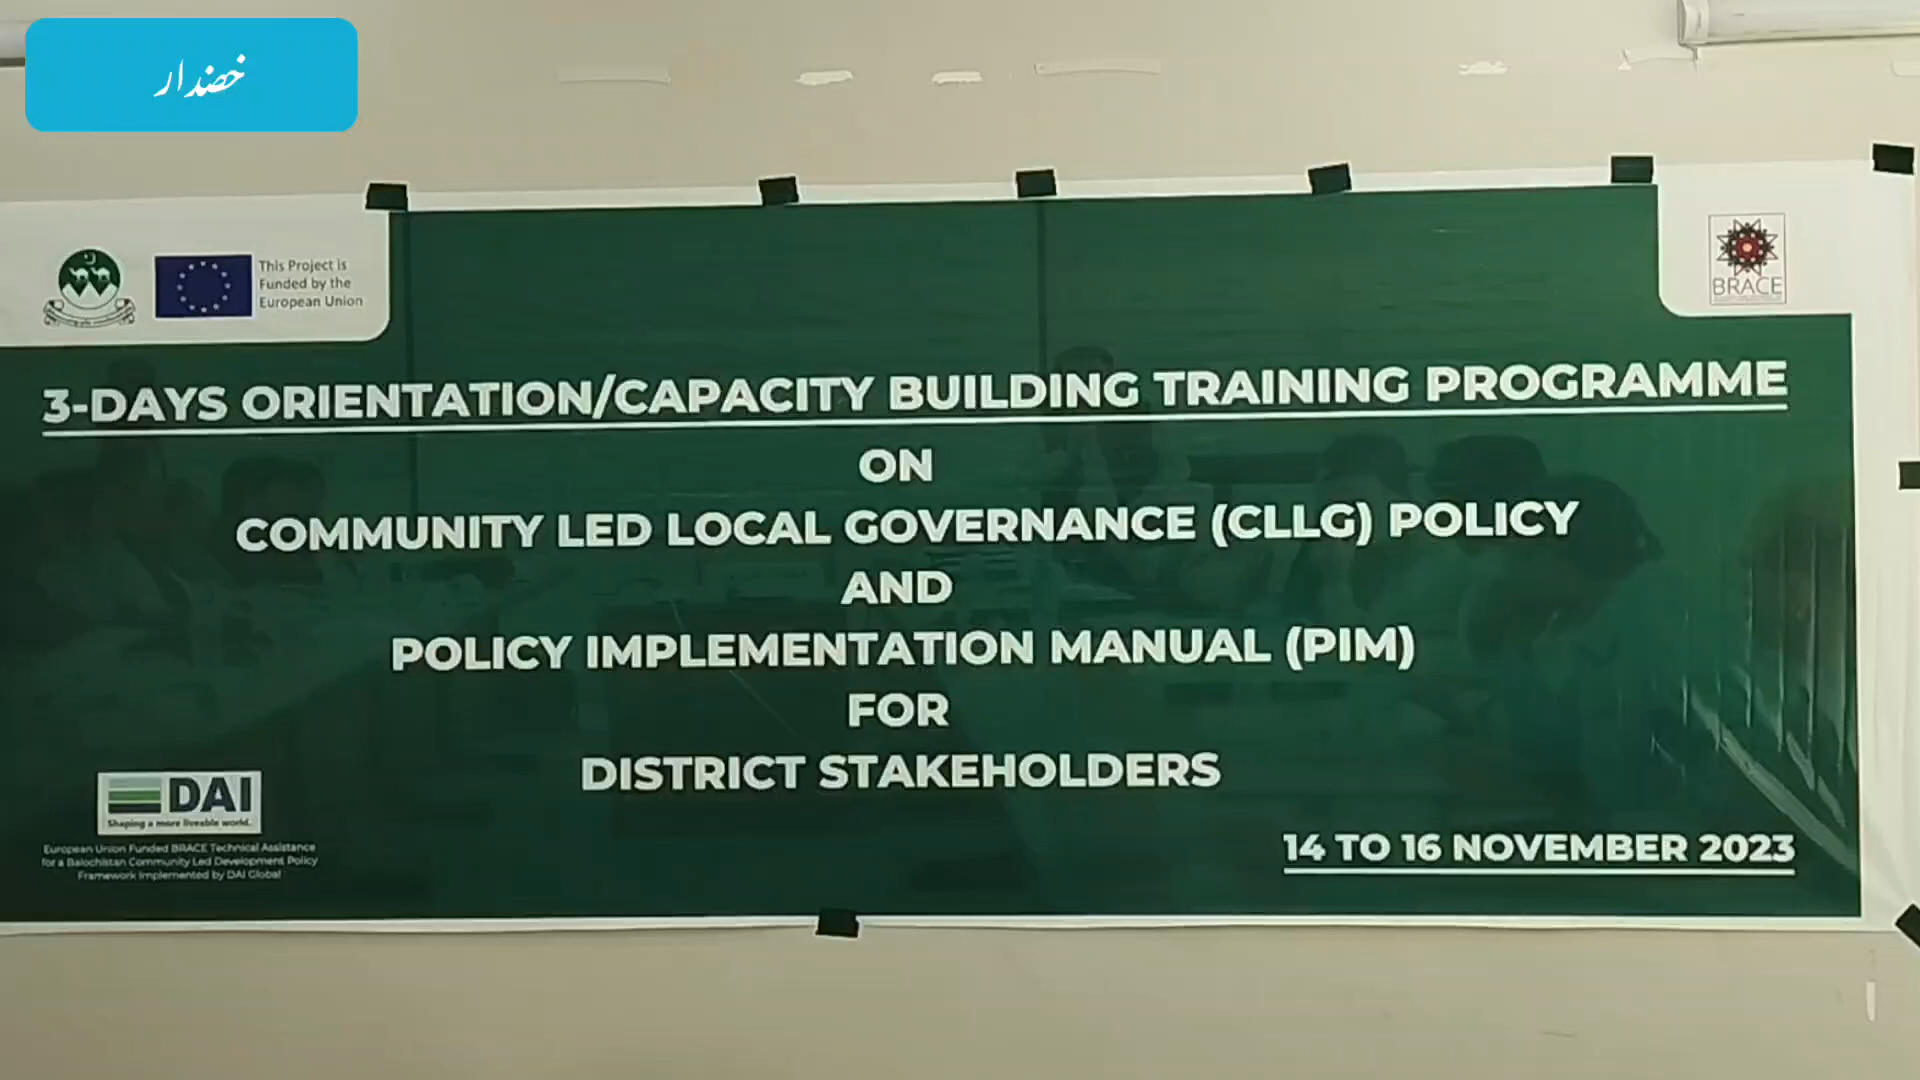 خضدار
This Project is
Funded by the
European Union
BRACE
3-DAYS ORIENTATION/CAPACITY BUILDING TRAINING PROGRAMME
ON
COMMUNITY LED LOCAL GOVERNANCE (CLLG) POLICY
AND
POLICY IMPLEMENTATION MANUAL (PIM)
FOR
DISTRICT STAKEHOLDERS
DAI
Shaping a more liveable world.
European Union Funded BRACE Technical Assistance
for a Balochistan Community Led Development Policy
Framework Implemented by DAI Global
14 TO 16 NOVEMBER 2023